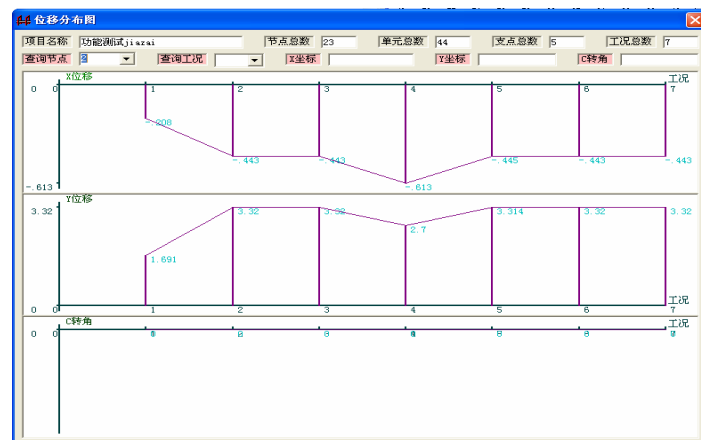 位移分布图
项目名称 功能测试jiazai 节点总数 23 单元总数 44 支点总数 5 工况总数 7
查询节点 2 查询工况 X坐标 Y坐标 C转角
X位移 工况
0 0 1 2 3 4 5 6 7
-.208
-.443 -.443 -.445 -.443 -.443
-.613 -.613
Y位移
3.32 3.32 3.32 3.314 3.32 3.32
2.7
1.691
工况
0 0 1 2 3 4 5 6 7
C转角 工况
0 0